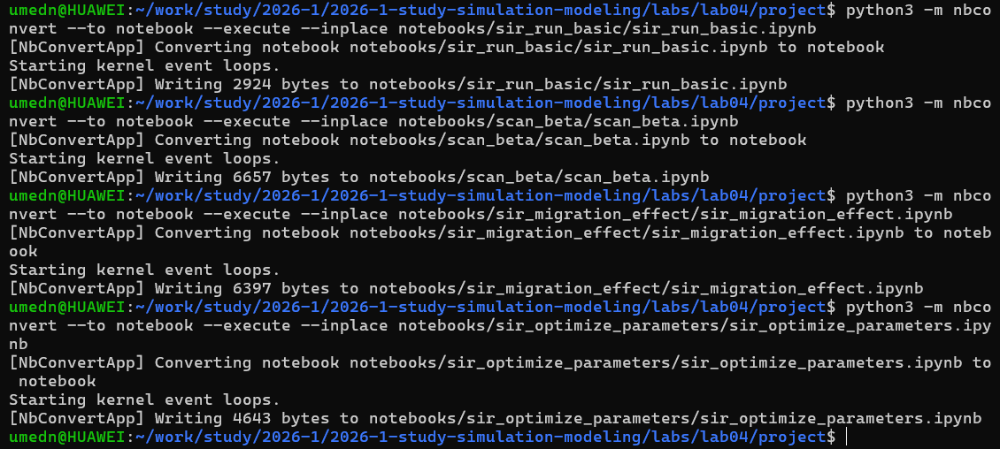 umedn@HUAWEI:~/work/study/2026-1/2026-1-study-simulation-modeling/labs/lab04/project$ python3 -m nbco
nvert --to notebook --execute --inplace notebooks/sir_run_basic/sir_run_basic.ipynb
[NbConvertApp] Converting notebook notebooks/sir_run_basic/sir_run_basic.ipynb to notebook
Starting kernel event loops.
[NbConvertApp] Writing 2924 bytes to notebooks/sir_run_basic/sir_run_basic.ipynb
umedn@HUAWEI:~/work/study/2026-1/2026-1-study-simulation-modeling/labs/lab04/project$ python3 -m nbco
nvert --to notebook --execute --inplace notebooks/scan_beta/scan_beta.ipynb
[NbConvertApp] Converting notebook notebooks/scan_beta/scan_beta.ipynb to notebook
Starting kernel event loops.
[NbConvertApp] Writing 6657 bytes to notebooks/scan_beta/scan_beta.ipynb
umedn@HUAWEI:~/work/study/2026-1/2026-1-study-simulation-modeling/labs/lab04/project$ python3 -m nbco
nvert --to notebook --execute --inplace notebooks/sir_migration_effect/sir_migration_effect.ipynb
[NbConvertApp] Converting notebook notebooks/sir_migration_effect/sir_migration_effect.ipynb to noteb
ook
Starting kernel event loops.
[NbConvertApp] Writing 6397 bytes to notebooks/sir_migration_effect/sir_migration_effect.ipynb
umedn@HUAWEI:~/work/study/2026-1/2026-1-study-simulation-modeling/labs/lab04/project$ python3 -m nbco
nvert --to notebook --execute --inplace notebooks/sir_optimize_parameters/sir_optimize_parameters.ipy
nb
[NbConvertApp] Converting notebook notebooks/sir_optimize_parameters/sir_optimize_parameters.ipynb to
 notebook
Starting kernel event loops.
[NbConvertApp] Writing 4643 bytes to notebooks/sir_optimize_parameters/sir_optimize_parameters.ipynb
umedn@HUAWEI:~/work/study/2026-1/2026-1-study-simulation-modeling/labs/lab04/project$